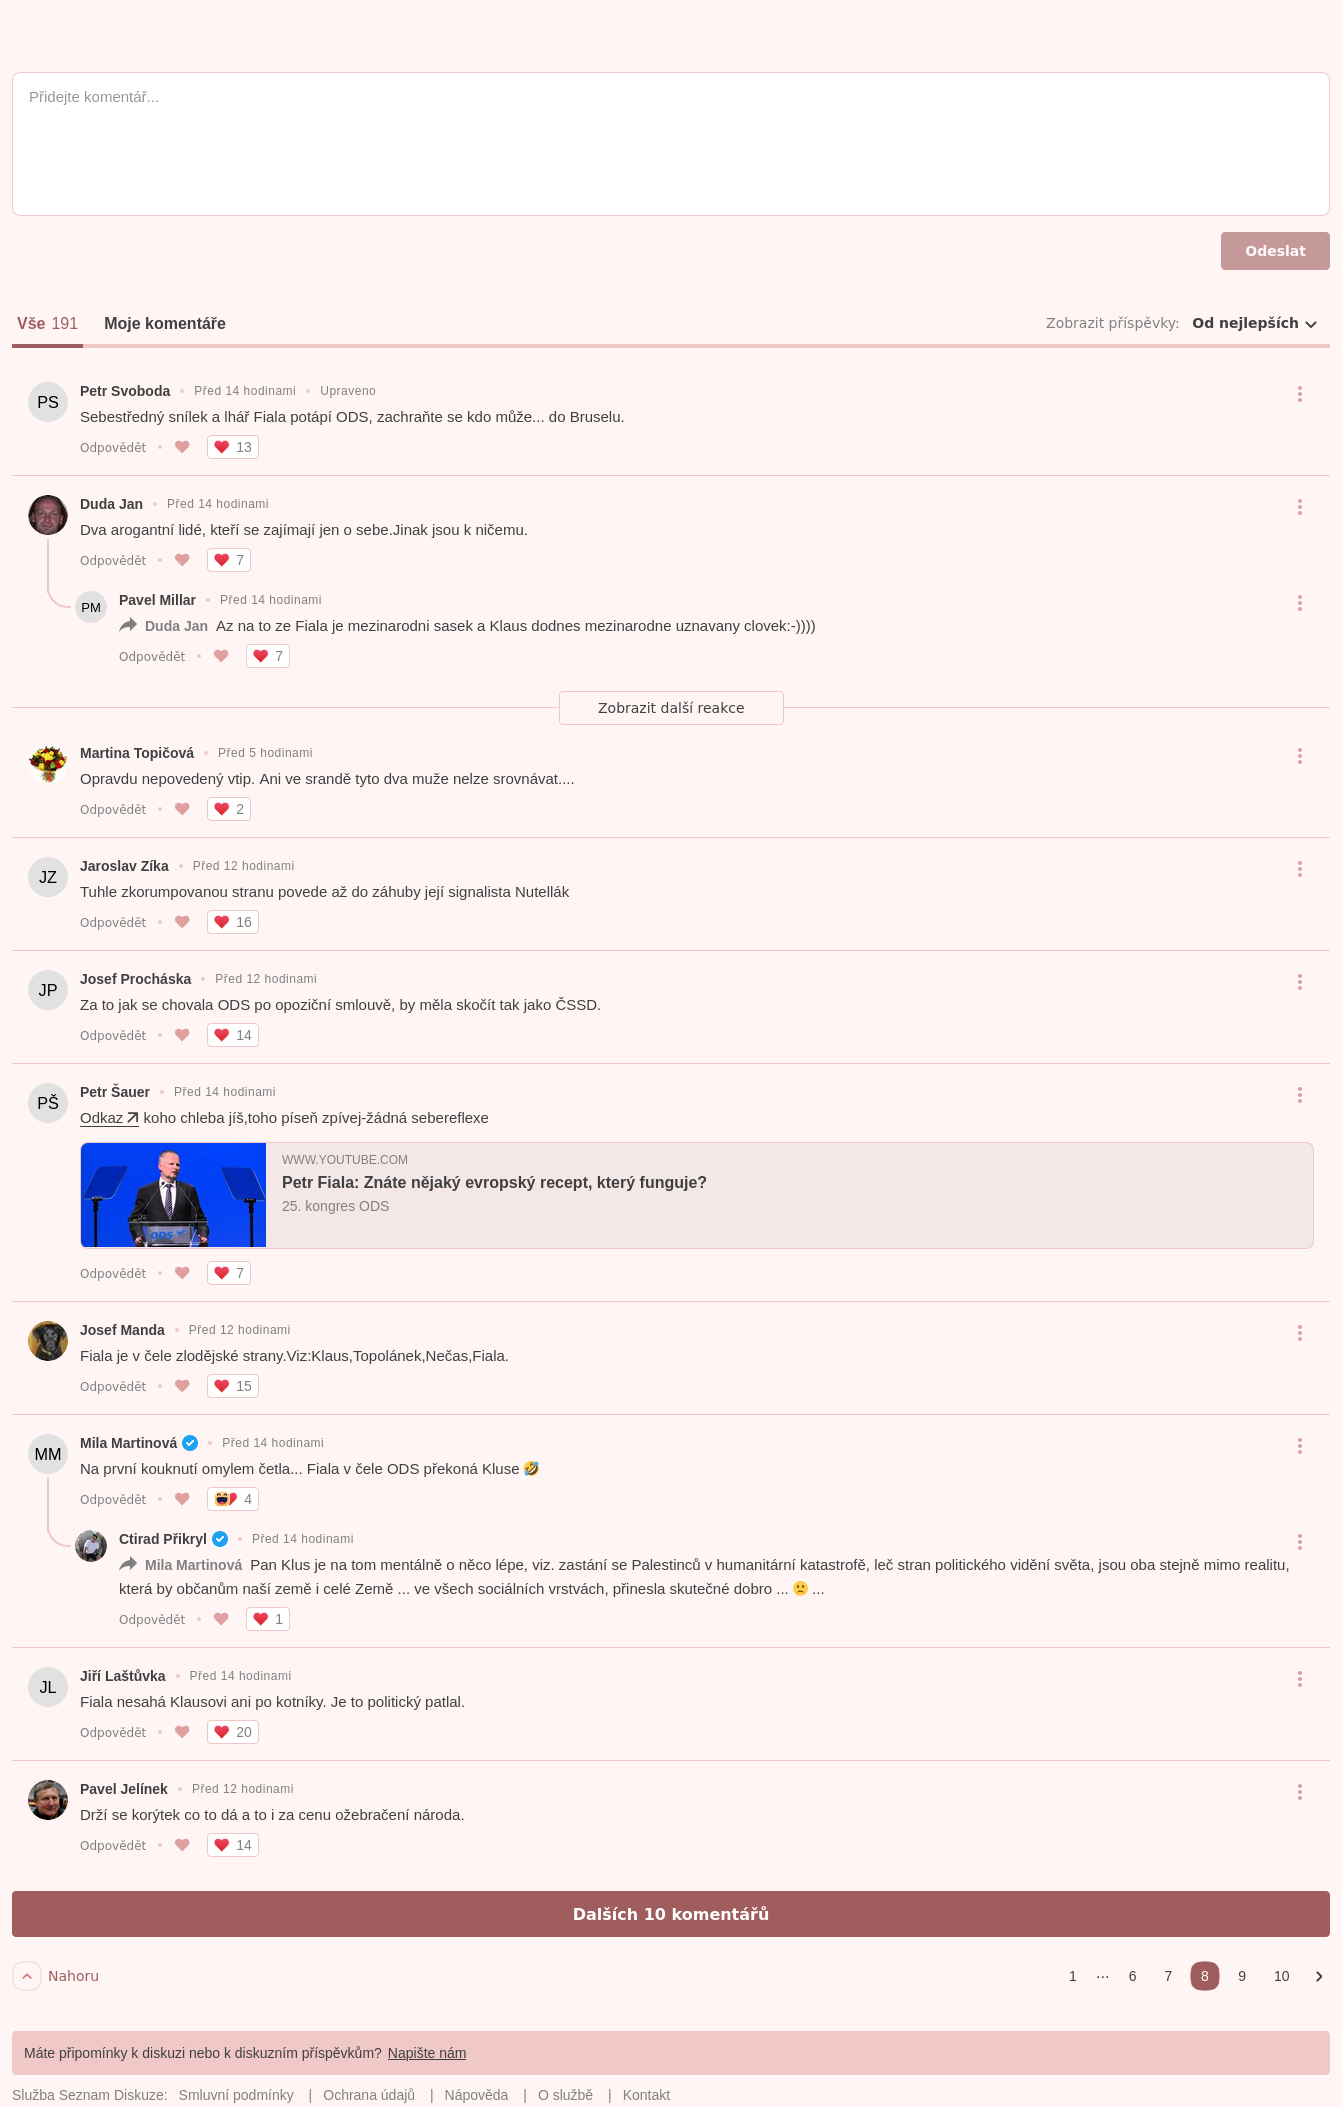 Přidejte komentář...
Odeslat
Vše 191 Moje komentáře Zobrazit příspěvky: Od nejlepších
PS Petr Svoboda • Před 14 hodinami • Upraveno
Sebestředný snílek a lhář Fiala potápí ODS, zachraňte se kdo může... do Bruselu.
Odpovědět • 13
Duda Jan • Před 14 hodinami
Dva arogantní lidé, kteří se zajímají jen o sebe.Jinak jsou k ničemu.
Odpovědět • 7
PM Pavel Millar • Před 14 hodinami
Duda Jan Az na to ze Fiala je mezinarodni sasek a Klaus dodnes mezinarodne uznavany clovek:-))))
Odpovědět • 7
Zobrazit další reakce
Martina Topičová • Před 5 hodinami
Opravdu nepovedený vtip. Ani ve srandě tyto dva muže nelze srovnávat....
Odpovědět • 2
JZ Jaroslav Zíka • Před 12 hodinami
Tuhle zkorumpovanou stranu povede až do záhuby její signalista Nutellák
Odpovědět • 16
JP Josef Procháska • Před 12 hodinami
Za to jak se chovala ODS po opoziční smlouvě, by měla skočít tak jako ČSSD.
Odpovědět • 14
PŠ Petr Šauer • Před 14 hodinami
Odkaz koho chleba jíš,toho píseň zpívej-žádná sebereflexe
WWW.YOUTUBE.COM
Petr Fiala: Znáte nějaký evropský recept, který funguje?
25. kongres ODS
ODS
Odpovědět • 7
Josef Manda • Před 12 hodinami
Fiala je v čele zlodějské strany.Viz:Klaus,Topolánek,Nečas,Fiala.
Odpovědět • 15
MM Mila Martinová • Před 14 hodinami
Na první kouknutí omylem četla... Fiala v čele ODS překoná Kluse 🤣
Odpovědět • 4
Ctirad Přikryl • Před 14 hodinami
Mila Martinová Pan Klus je na tom mentálně o něco lépe, viz. zastání se Palestinců v humanitární katastrofě, leč stran politického vidění světa, jsou oba stejně mimo realitu,
která by občanům naší země i celé Země ... ve všech sociálních vrstvách, přinesla skutečné dobro ... 🙁 ...
Odpovědět • 1
JL Jiří Laštůvka • Před 14 hodinami
Fiala nesahá Klausovi ani po kotníky. Je to politický patlal.
Odpovědět • 20
Pavel Jelínek • Před 12 hodinami
Drží se korýtek co to dá a to i za cenu ožebračení národa.
Odpovědět • 14
Dalších 10 komentářů
Nahoru 1 ... 6 7 8 9 10
Máte připomínky k diskuzi nebo k diskuzním příspěvkům? Napište nám
Služba Seznam Diskuze: Smluvní podmínky | Ochrana údajů | Nápověda | O službě | Kontakt